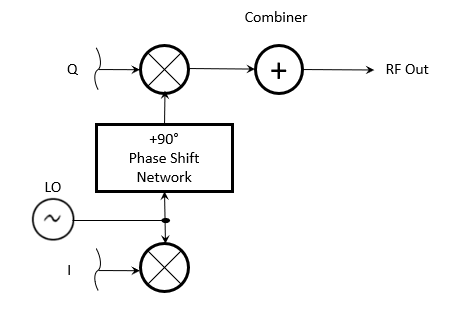 Combiner
Q
+
RF Out
+90°
Phase Shift
Network
LO
~
I